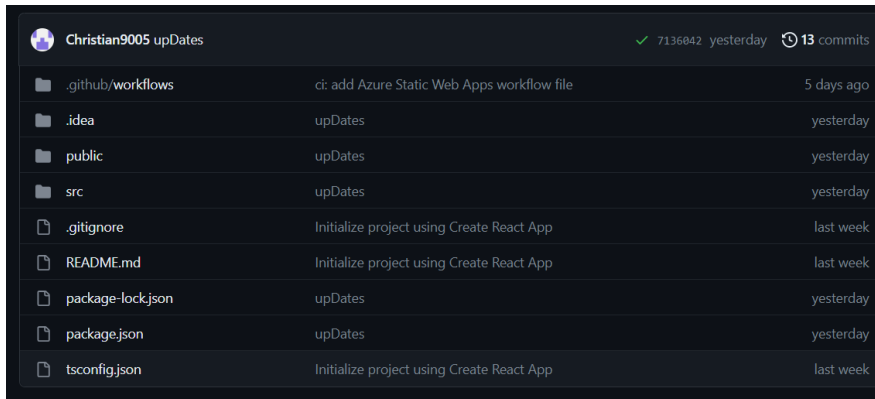 Christian9005 upDates 7136042 yesterday 13 commits
.github/workflows ci: add Azure Static Web Apps workflow file 5 days ago
.idea upDates yesterday
public upDates yesterday
src upDates yesterday
.gitignore Initialize project using Create React App last week
README.md Initialize project using Create React App last week
package-lock.json upDates yesterday
package.json upDates yesterday
tsconfig.json Initialize project using Create React App last week